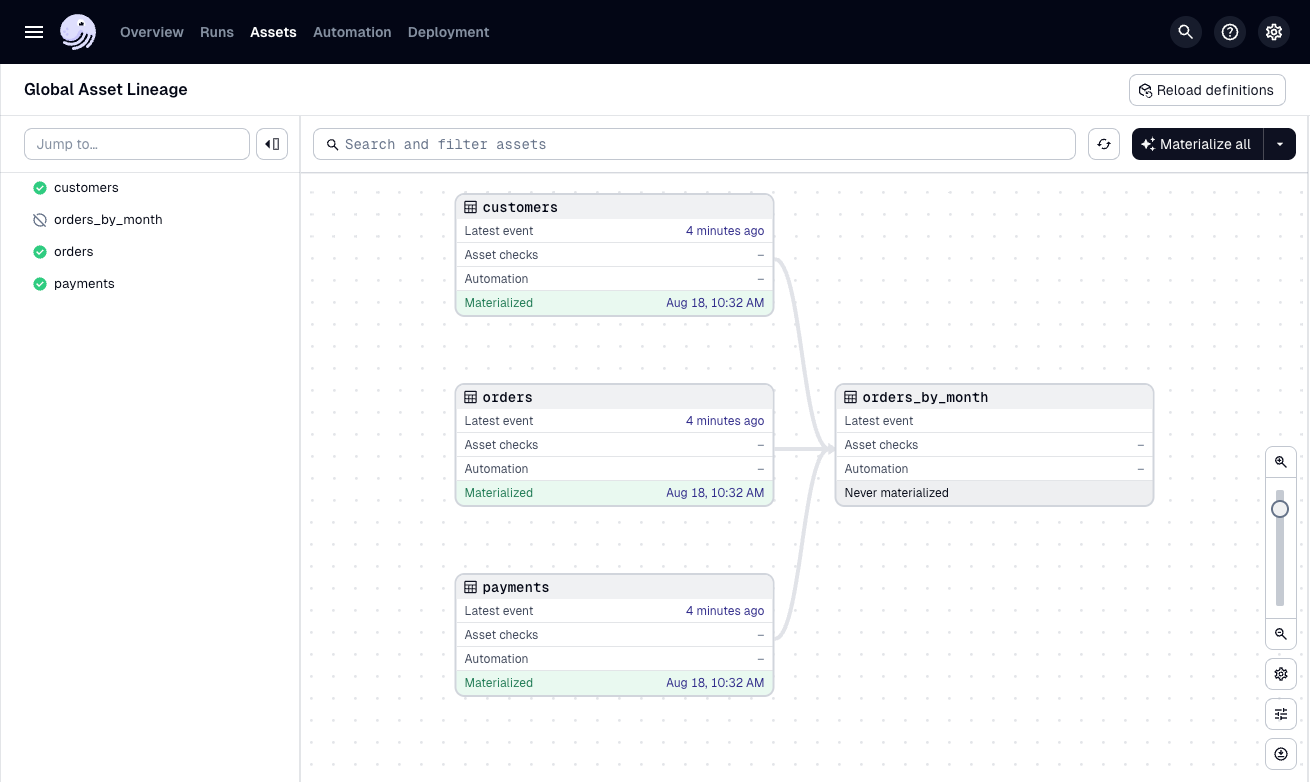 Overview Runs Assets Automation Deployment
Global Asset Lineage
Reload definitions
Jump to…
Search and filter assets
Materialize all
customers
orders_by_month
orders
payments
customers
Latest event 4 minutes ago
Asset checks –
Automation –
Materialized Aug 18, 10:32 AM
orders
Latest event 4 minutes ago
Asset checks –
Automation –
Materialized Aug 18, 10:32 AM
orders_by_month
Latest event
Asset checks –
Automation –
Never materialized
payments
Latest event 4 minutes ago
Asset checks –
Automation –
Materialized Aug 18, 10:32 AM